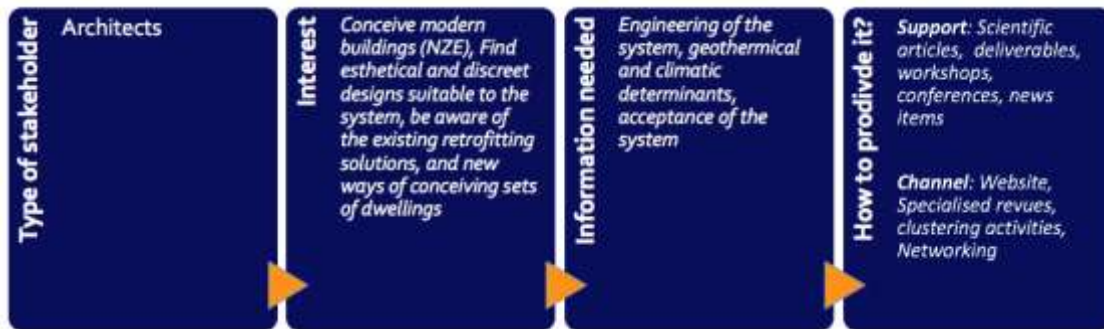 Type of stakeholder
Architects
Interest
Conceive modern
buildings (NZE), Find
esthetical and discreet
designs suitable to the
system, be aware of
the existing retrofitting
solutions, and new
ways of conceiving sets
of dwellings
Information needed
Engineering of the
system, geothermical
and climatic
determinants,
acceptance of the
system
How to prodivde it?
Support: Scientific
articles, deliverables,
workshops,
conferences, news
items
Channel: Website,
Specialised revues,
clustering activities,
Networking